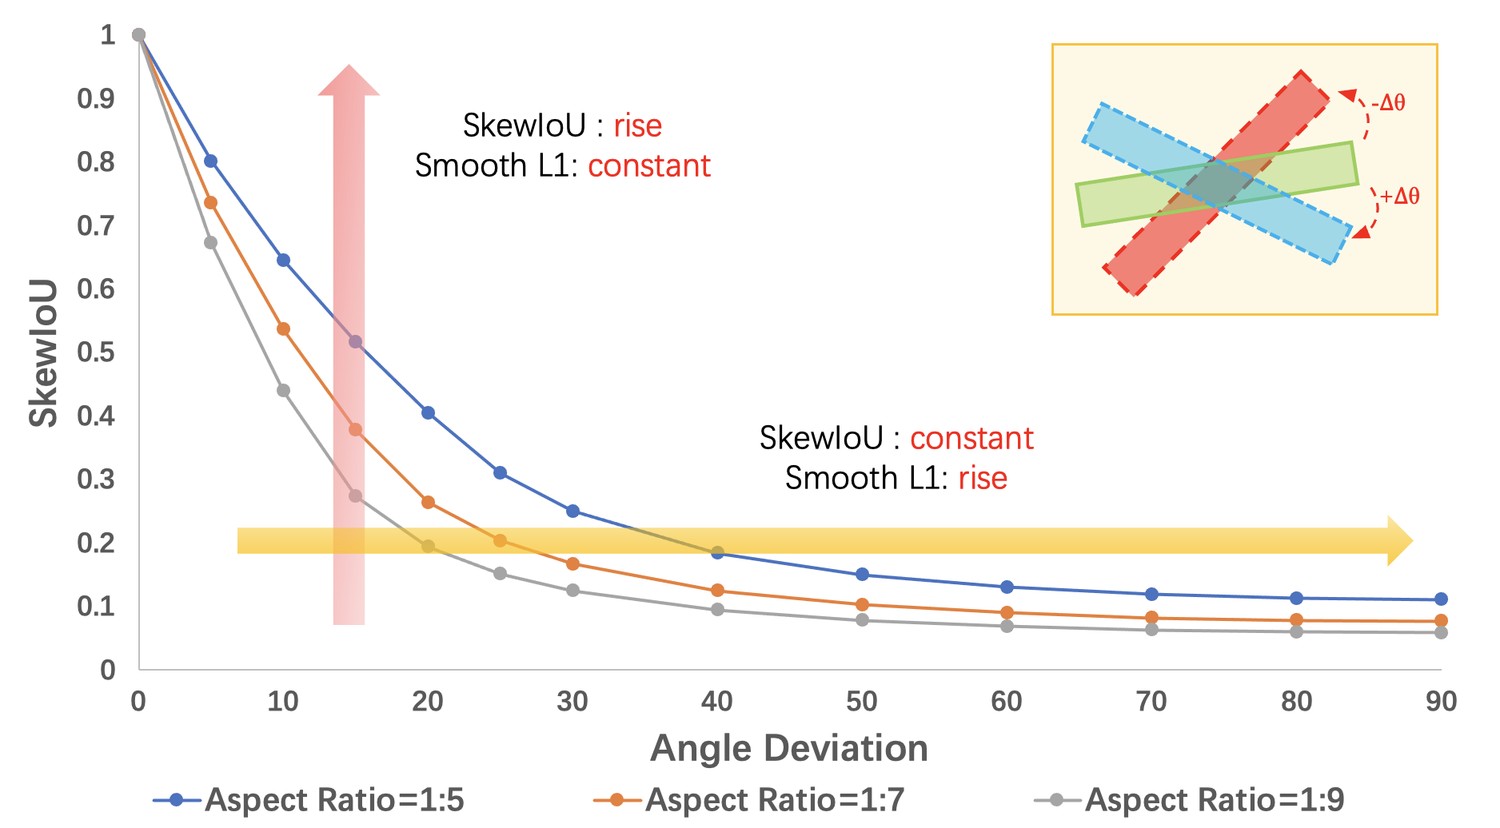 1
0.9
0.8
0.7
0.6
0.5
0.4
0.3
0.2
0.1
0
SkewIoU
SkewIoU : rise
Smooth L1: constant
-Δθ
+Δθ
SkewIoU : constant
Smooth L1: rise
0 10 20 30 40 50 60 70 80 90
Angle Deviation
Aspect Ratio=1:5 Aspect Ratio=1:7 Aspect Ratio=1:9